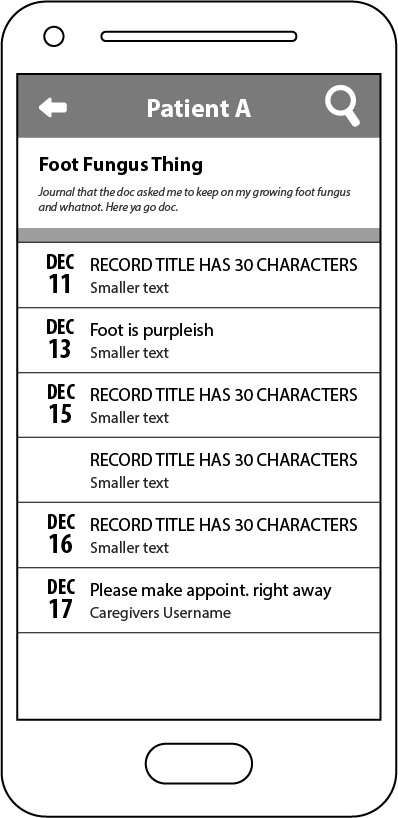 Patient A
Foot Fungus Thing
Journal that the doc asked me to keep on my growing foot fungus
and whatnot. Here ya go doc.
DEC
11
RECORD TITLE HAS 30 CHARACTERS
Smaller text
DEC
13
Foot is purpleish
Smaller text
DEC
15
RECORD TITLE HAS 30 CHARACTERS
Smaller text
RECORD TITLE HAS 30 CHARACTERS
Smaller text
DEC
16
RECORD TITLE HAS 30 CHARACTERS
Smaller text
DEC
17
Please make appoint. right away
Caregivers Username